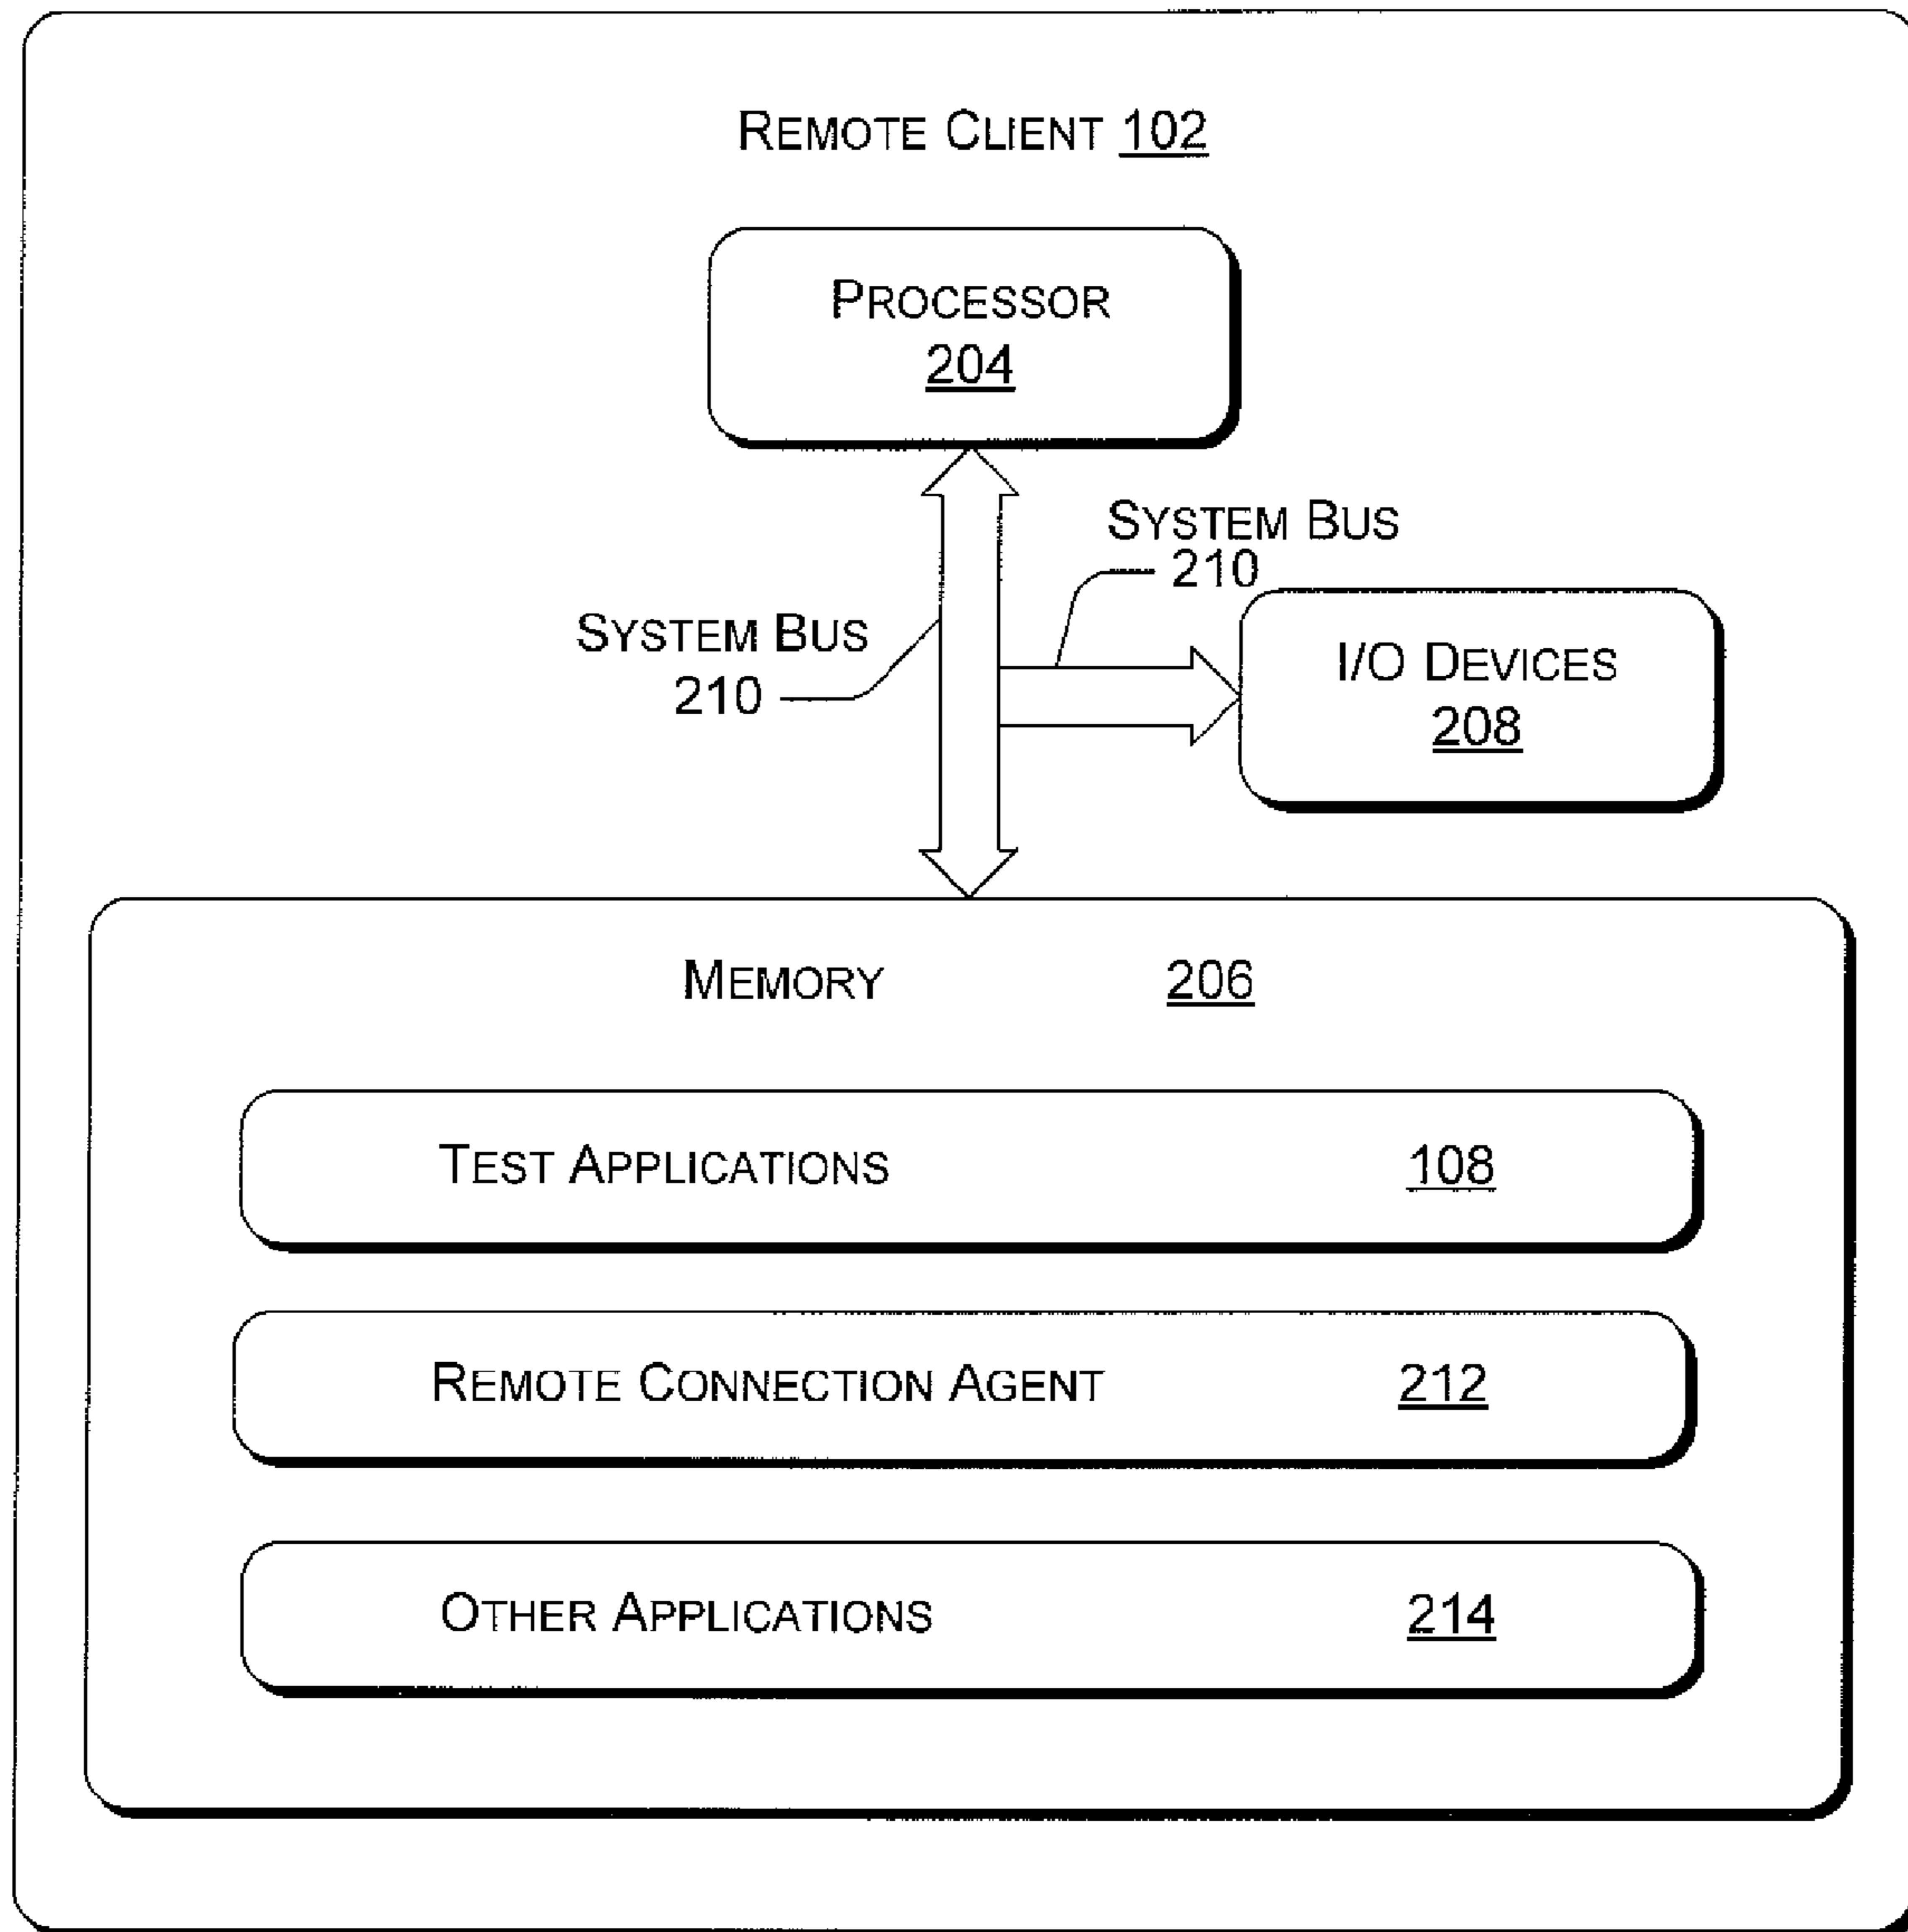 REMOTE CLIENT 102
PROCESSOR
204
SYSTEM BUS
210
SYSTEM BUS
210
I/O DEVICES
208
MEMORY 206
TEST APPLICATIONS 108
REMOTE CONNECTION AGENT 212
OTHER APPLICATIONS 214